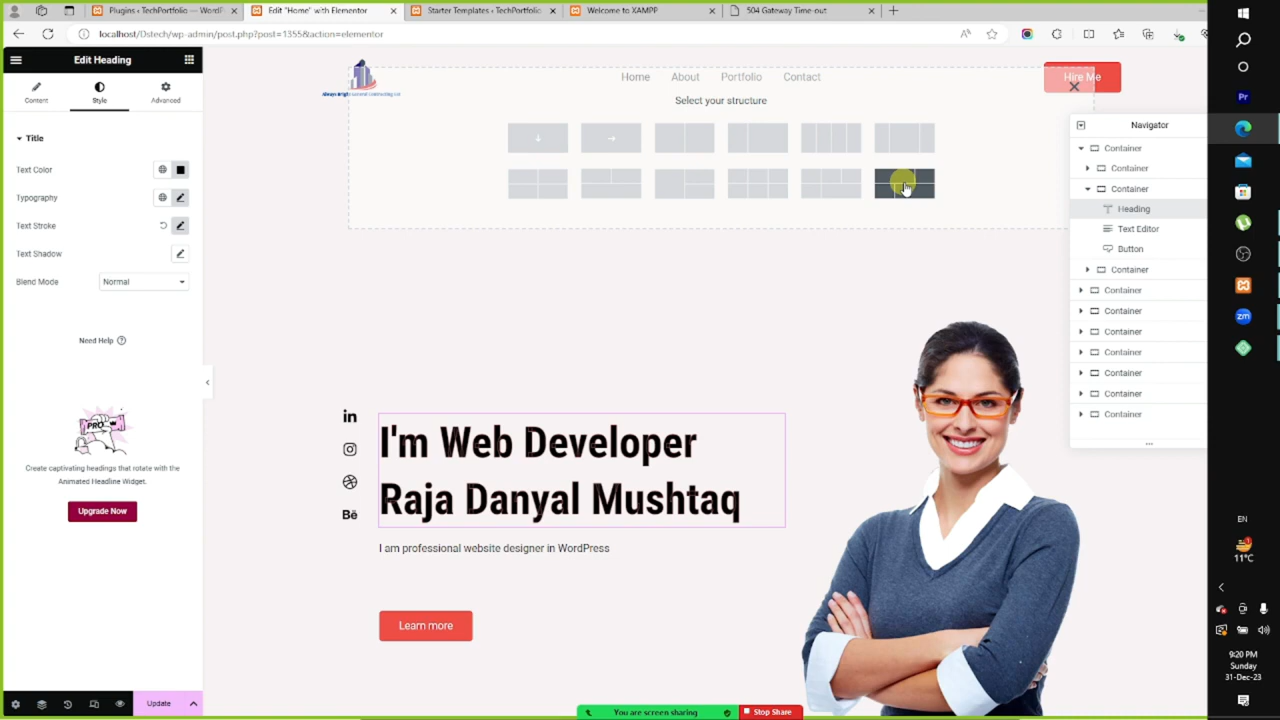 Plugins ‹ TechPortfolio — WordP
Edit "Home" with Elementor
Starter Templates ‹ TechPortfolio
Welcome to XAMPP
504 Gateway Time-out
localhost/Dstech/wp-admin/post.php?post=1355&action=elementor
Edit Heading
Content
Style
Advanced
Title
Text Color
Typography
Text Stroke
Text Shadow
Blend Mode
Normal
Need Help
PRO
Create captivating headings that rotate with the
Animated Headline Widget.
Upgrade Now
Update
Home
About
Portfolio
Contact
Hire Me
Select your structure
Navigator
Container
Container
Container
Heading
Text Editor
Button
Container
Container
Container
Container
Container
Container
Container
Container
I'm Web Developer
Raja Danyal Mushtaq
I am professional website designer in WordPress
Learn more
Bē
You are screen sharing
Stop Share
Pr
zm
EN
11°C
9:20 PM
Sunday
31-Dec-23